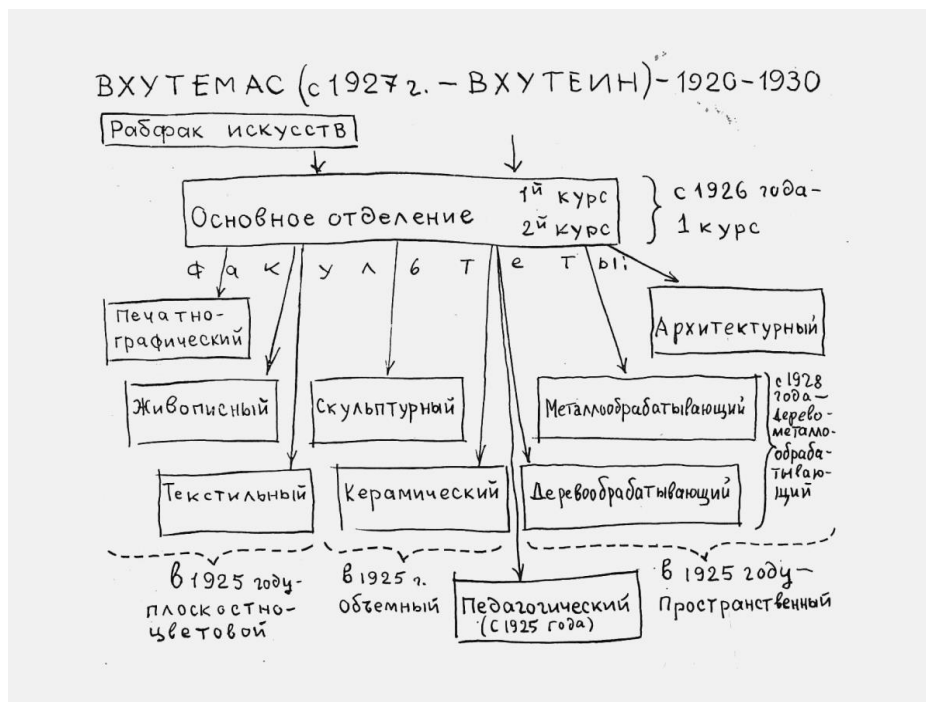 ВХУТЕМАС (с 1927 г. – ВХУТЕИН) – 1920-1930
Рабфак искусств
Основное отделение
1й курс
2й курс
с 1926 года-
1 курс
Факультеты:
Печатно-
графический
Архитектурный
Живописный
Скульптурный
Металлообрабатывающий
с 1928
года–
дерево-
металло-
обраба-
тываю-
щий
Текстильный
Керамический
Деревообрабатывающий
в 1925 году-
плоскостно-
цветовой
в 1925 г.
объемный
Педагогический
(с 1925 года)
в 1925 году–
пространственный